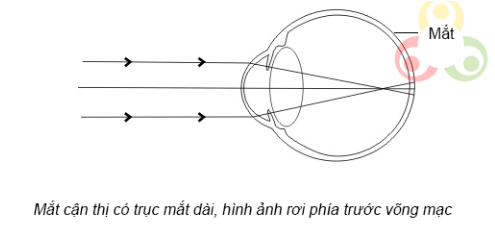 Mắt
Mắt cận thị có trục mắt dài, hình ảnh rơi phía trước võng mạc